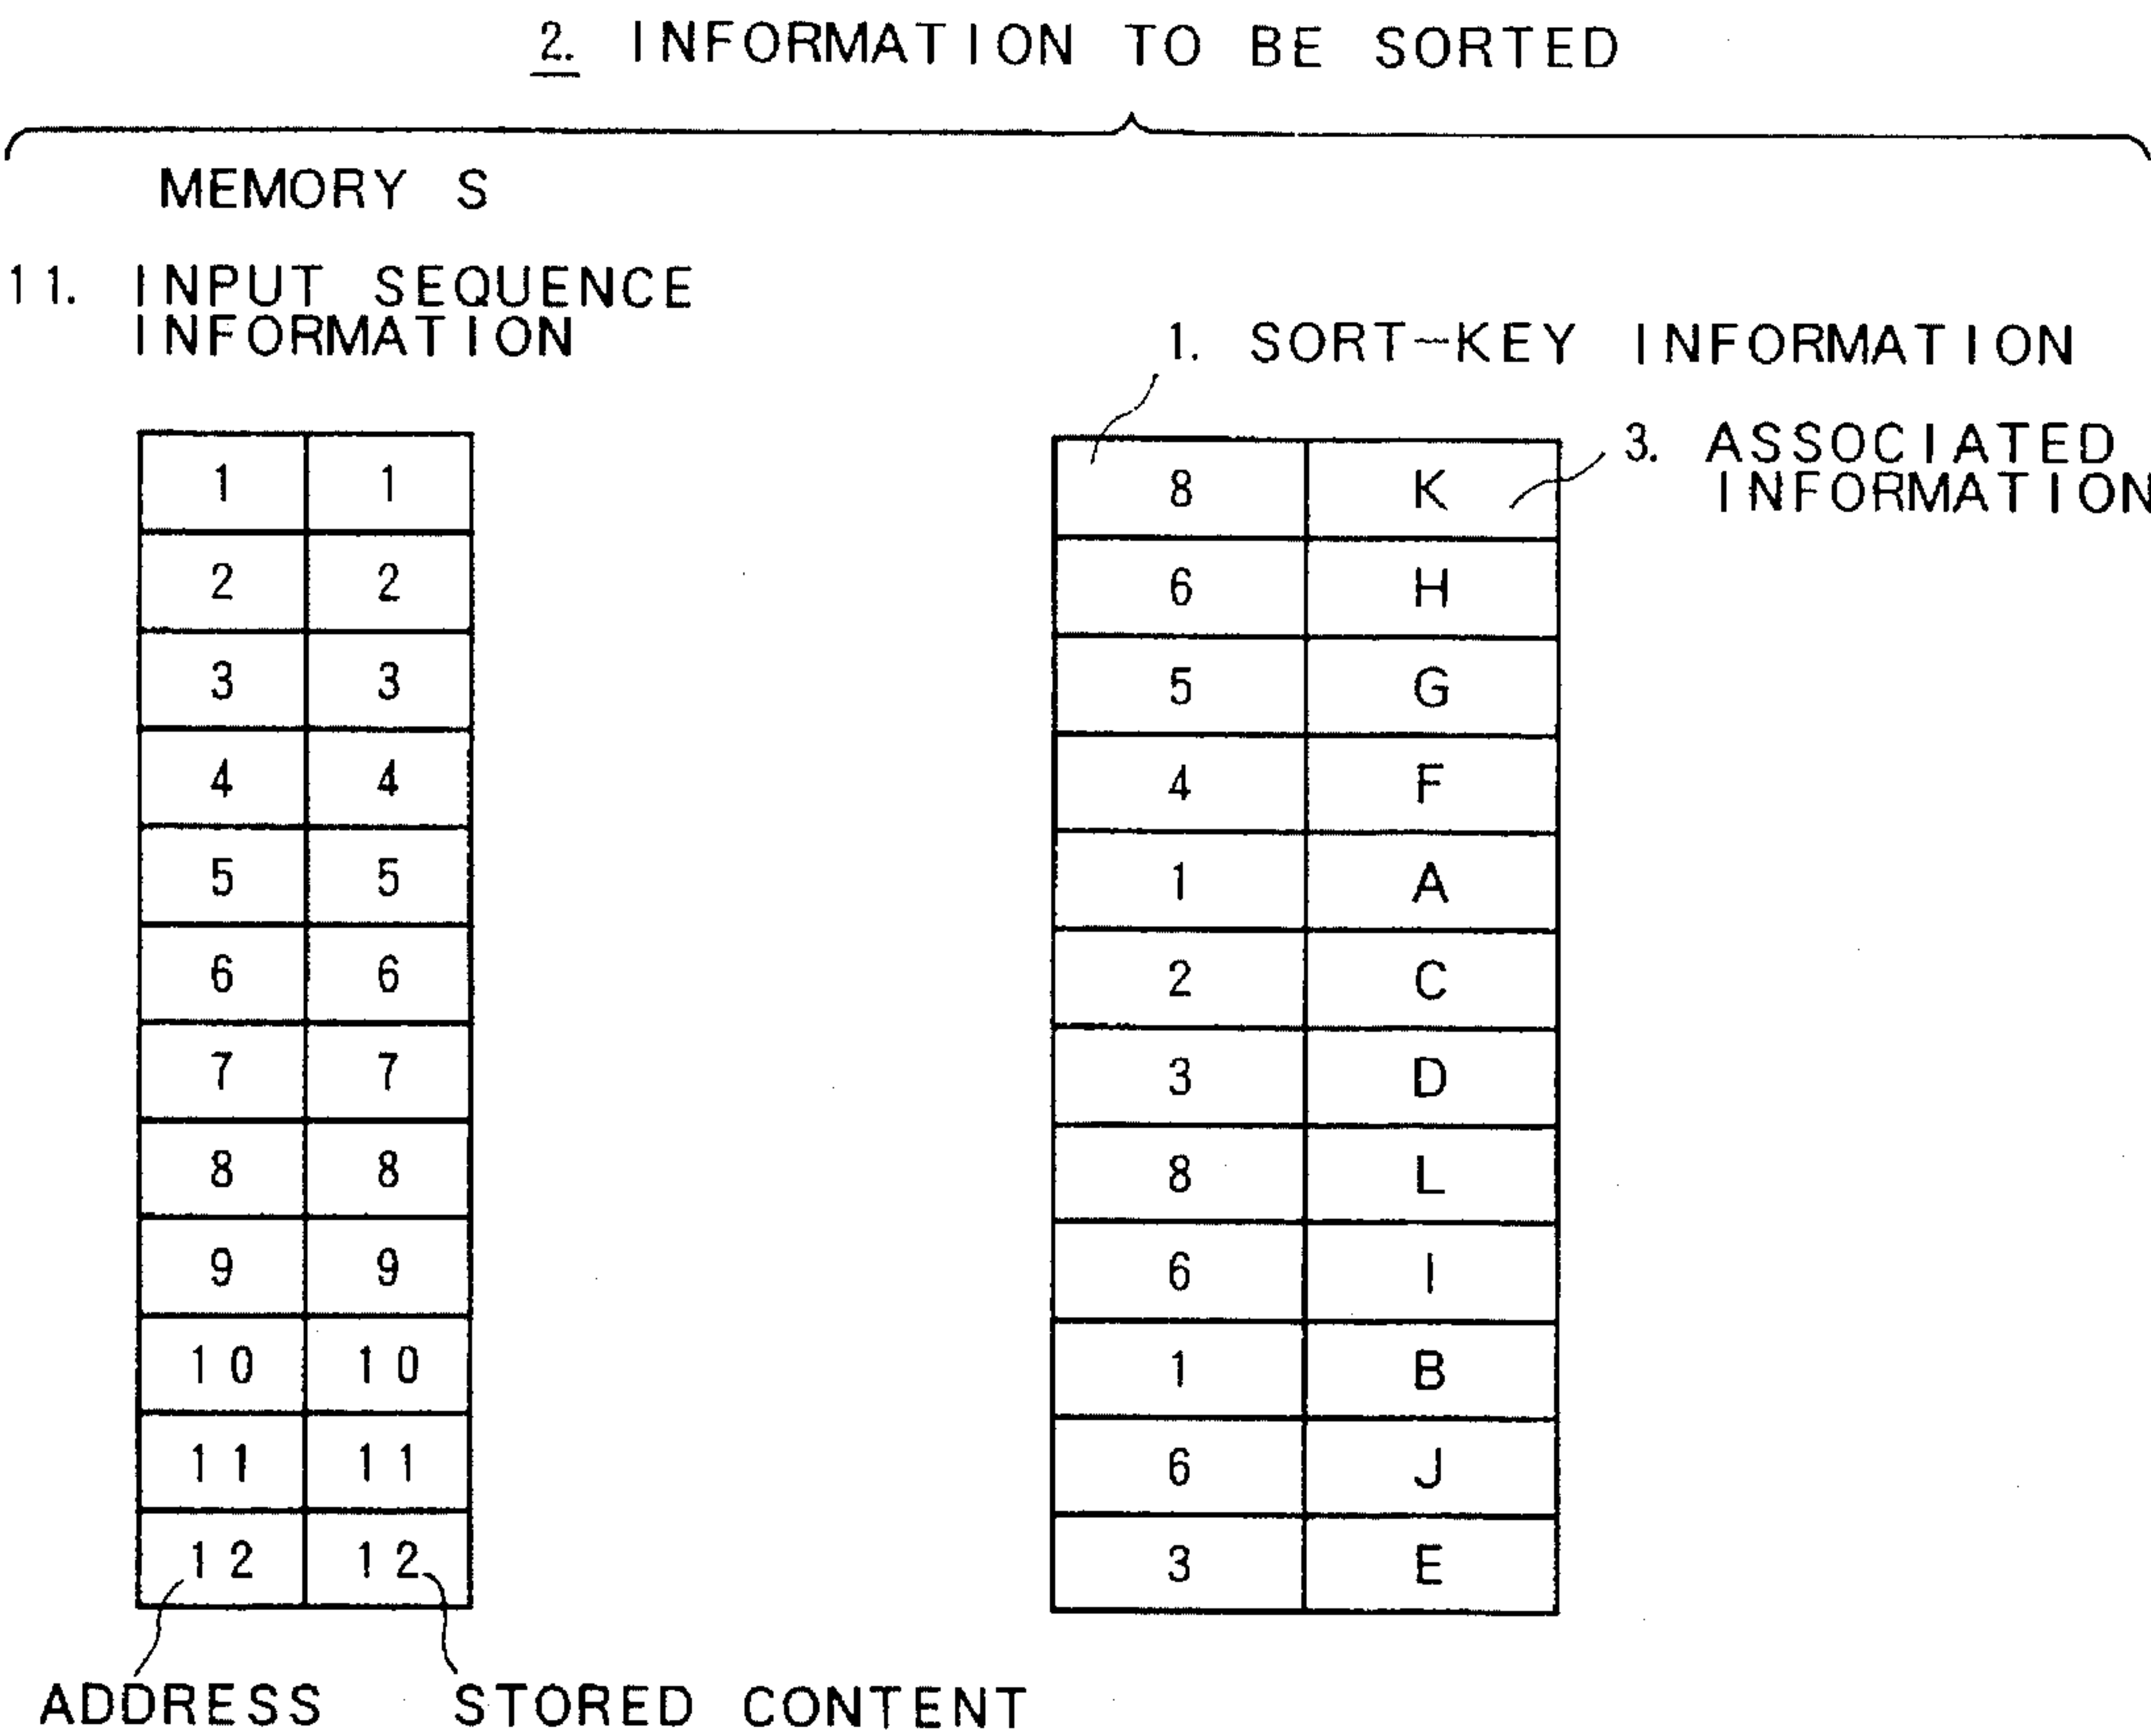 2. INFORMATION TO BE SORTED
MEMORY S
11. INPUT SEQUENCE
INFORMATION
1. SORT-KEY INFORMATION
3. ASSOCIATED
INFORMATION
1 1
2 2
3 3
4 4
5 5
6 6
7 7
8 8
9 9
10 10
11 11
12 12
8 K
6 H
5 G
4 F
1 A
2 C
3 D
8 L
6 I
1 B
6 J
3 E
ADDRESS STORED CONTENT